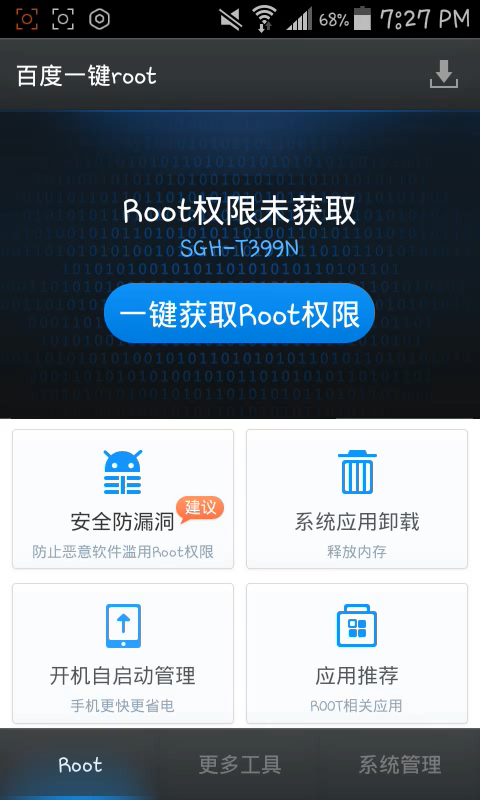 68% 7:27 PM
百度一键root
Root权限未获取
SGH-T399N
一键获取Root权限
安全防漏洞
建议
防止恶意软件滥用Root权限
系统应用卸载
释放内存
开机自启动管理
手机更快更省电
应用推荐
ROOT相关应用
Root
更多工具
系统管理